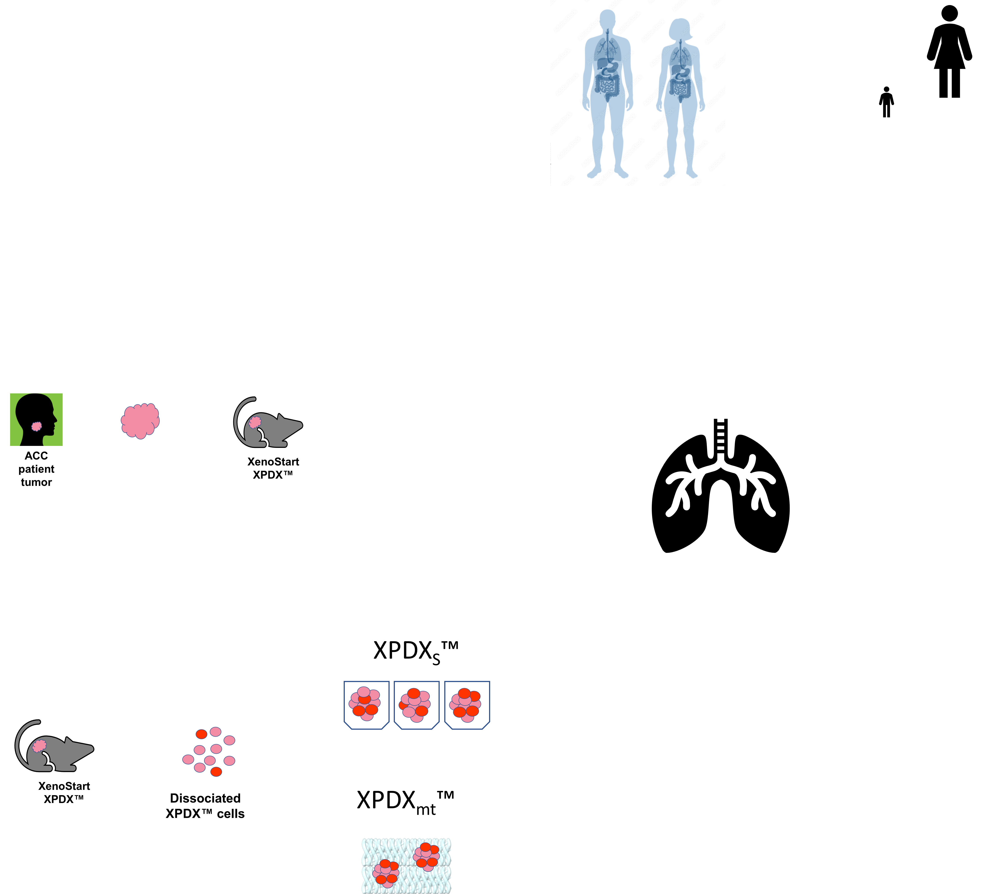 ACC
patient
tumor
XenoStart
XPDX™
XPDXS™
XenoStart
XPDX™
Dissociated
XPDX™ cells
XPDXmt™